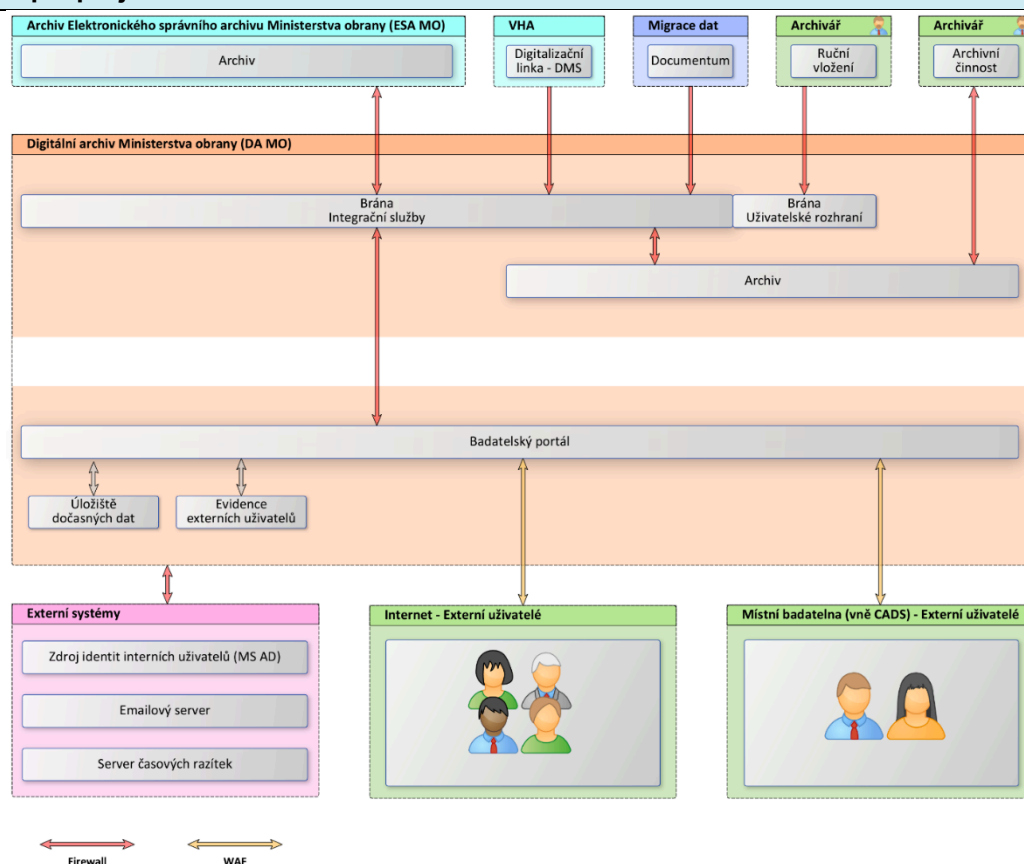 Archiv Elektronického správního archivu Ministerstva obrany (ESA MO)
Archiv
VHA
Digitalizační
linka - DMS
Migrace dat
Documentum
Archivář
Ruční
vložení
Archivář
Archivní
činnost
Digitální archiv Ministerstva obrany (DA MO)
Brána
Integrační služby
Brána
Uživatelské rozhraní
Archiv
Badatelský portál
Úložiště
dočasných dat
Evidence
externích uživatelů
Externí systémy
Zdroj identit interních uživatelů (MS AD)
Emailový server
Server časových razítek
Internet - Externí uživatelé
Místní badatelna (vně CADS) - Externí uživatelé
Firewall
WAF